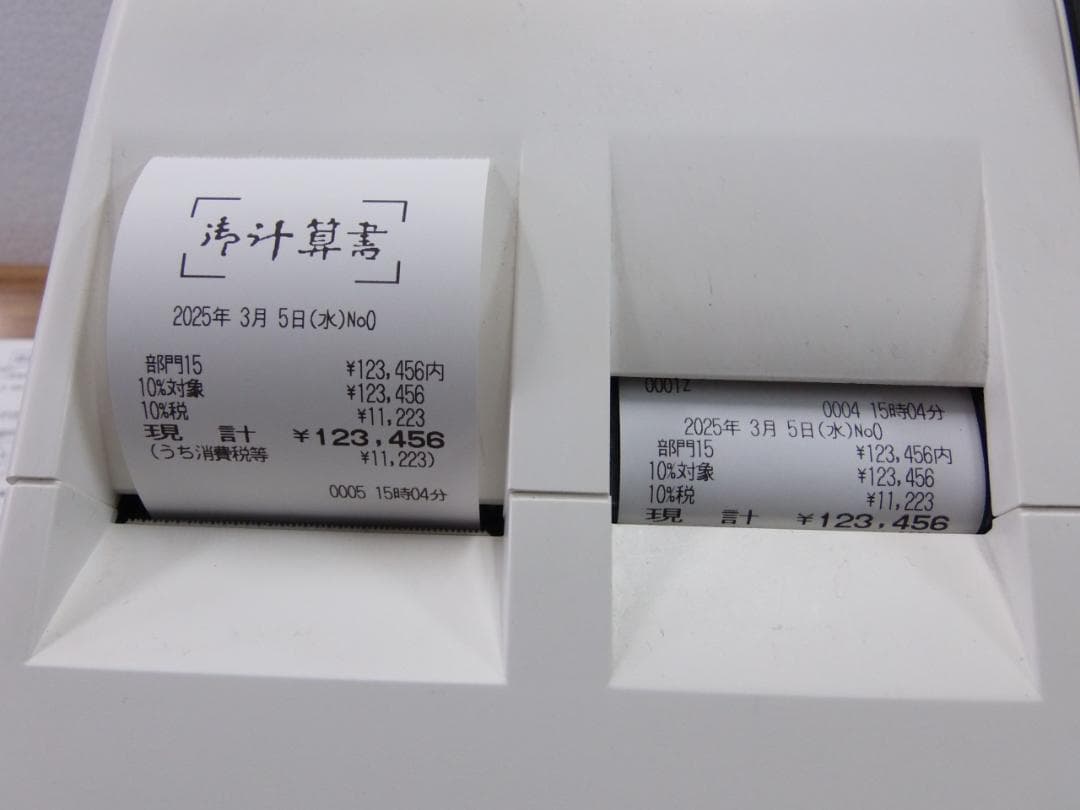 御計算書
2025年 3月 5日(水)No0
部門15 ¥123,456内
10%対象 ¥123,456
10%税 ¥11,223
現 計 ¥123,456
(うち消費税等 ¥11,223)
0005 15時04分
0001Z
0004 15時04分
2025年 3月 5日(水)No0
部門15 ¥123,456内
10%対象 ¥123,456
10%税 ¥11,223
現 計 ¥123,456